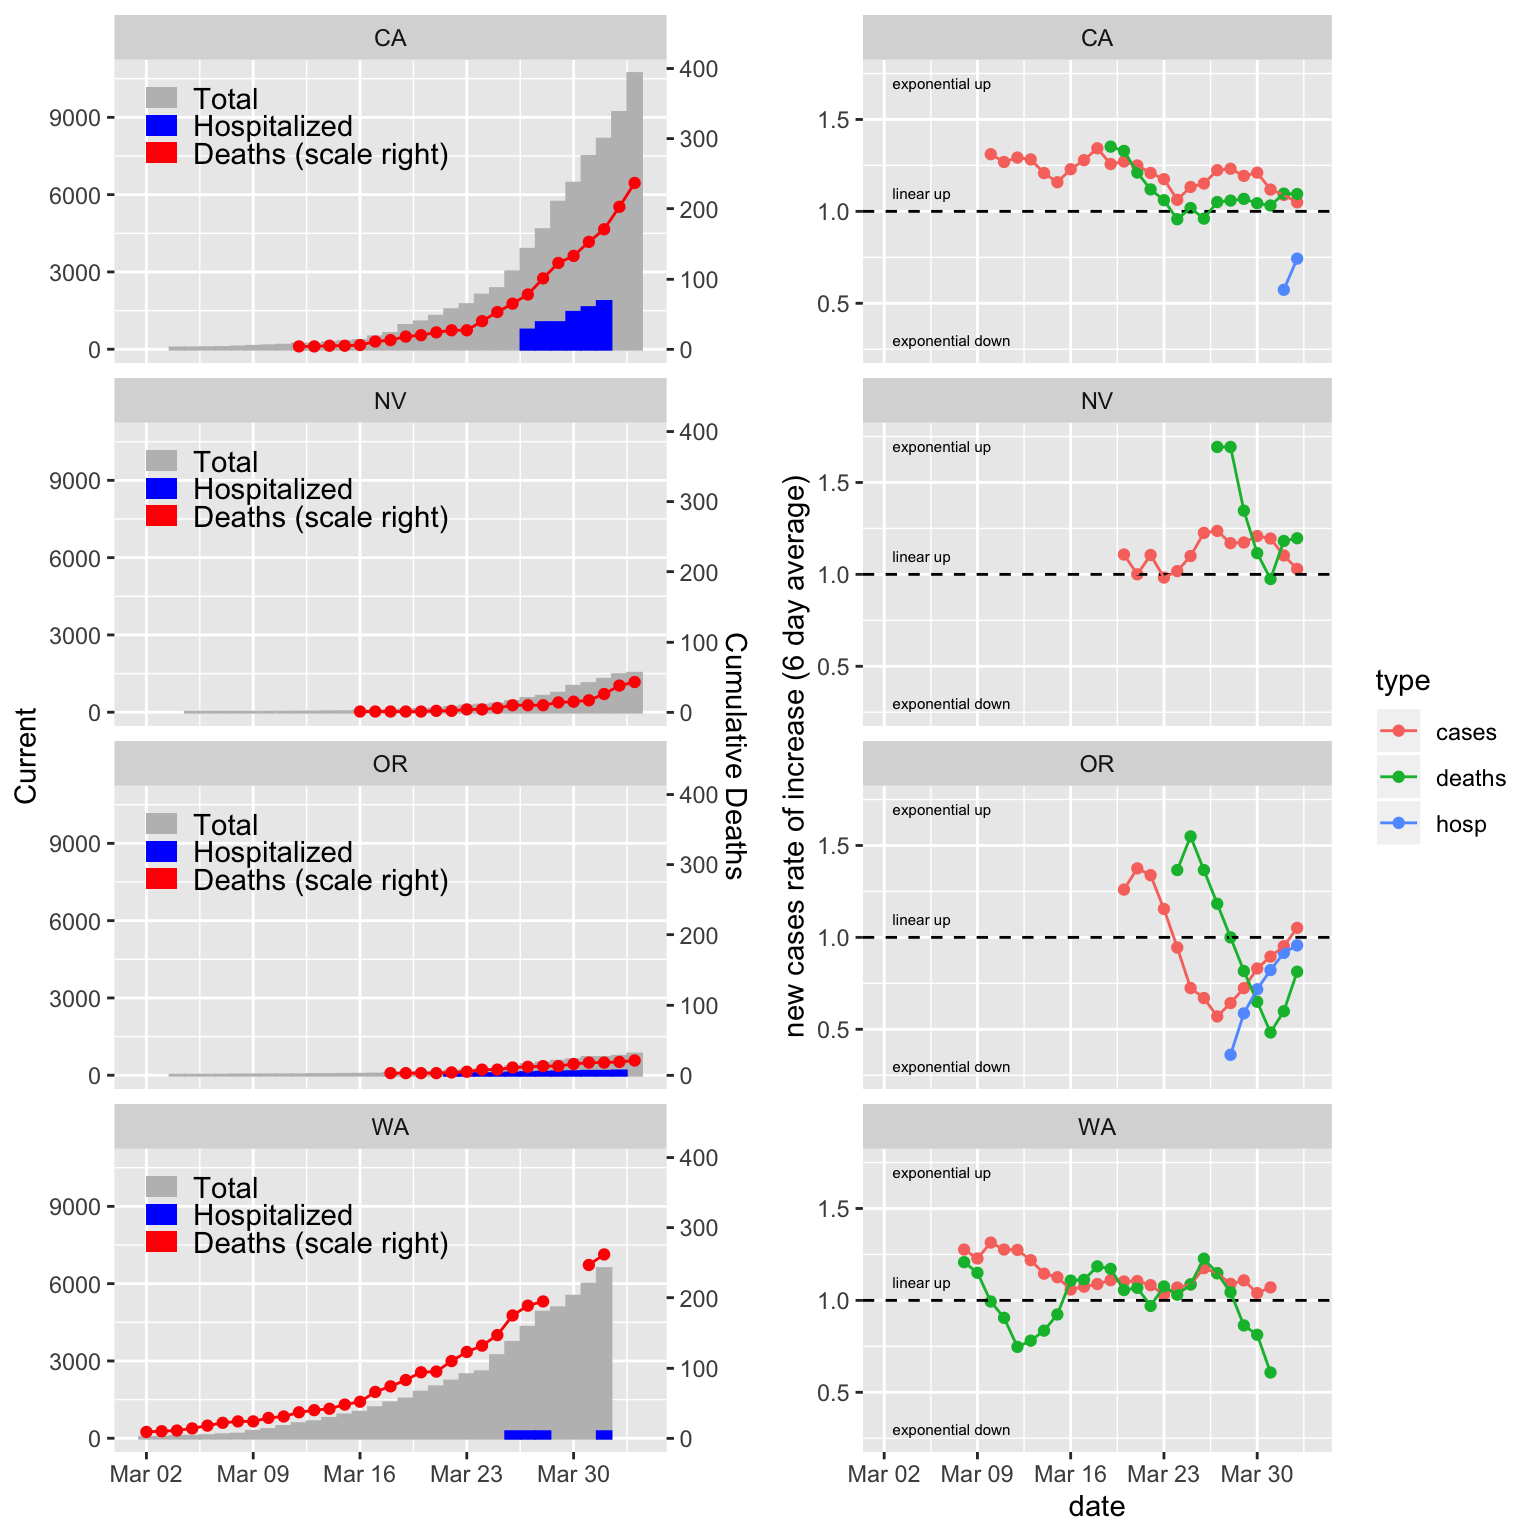 CA
Total
Hospitalized
Deaths (scale right)
9000
6000
3000
0
400
300
200
100
0
NV
Total
Hospitalized
Deaths (scale right)
9000
6000
3000
0
400
300
200
100
0
OR
Total
Hospitalized
Deaths (scale right)
9000
6000
3000
0
400
300
200
100
0
WA
Total
Hospitalized
Deaths (scale right)
9000
6000
3000
0
400
300
200
100
0
Mar 02
Mar 09
Mar 16
Mar 23
Mar 30
Current
Cumulative Deaths
CA
exponential up
linear up
exponential down
1.5
1.0
0.5
NV
exponential up
linear up
exponential down
1.5
1.0
0.5
OR
exponential up
linear up
exponential down
1.5
1.0
0.5
WA
exponential up
linear up
exponential down
1.5
1.0
0.5
Mar 02
Mar 09
Mar 16
Mar 23
Mar 30
date
new cases rate of increase (6 day average)
type
cases
deaths
hosp